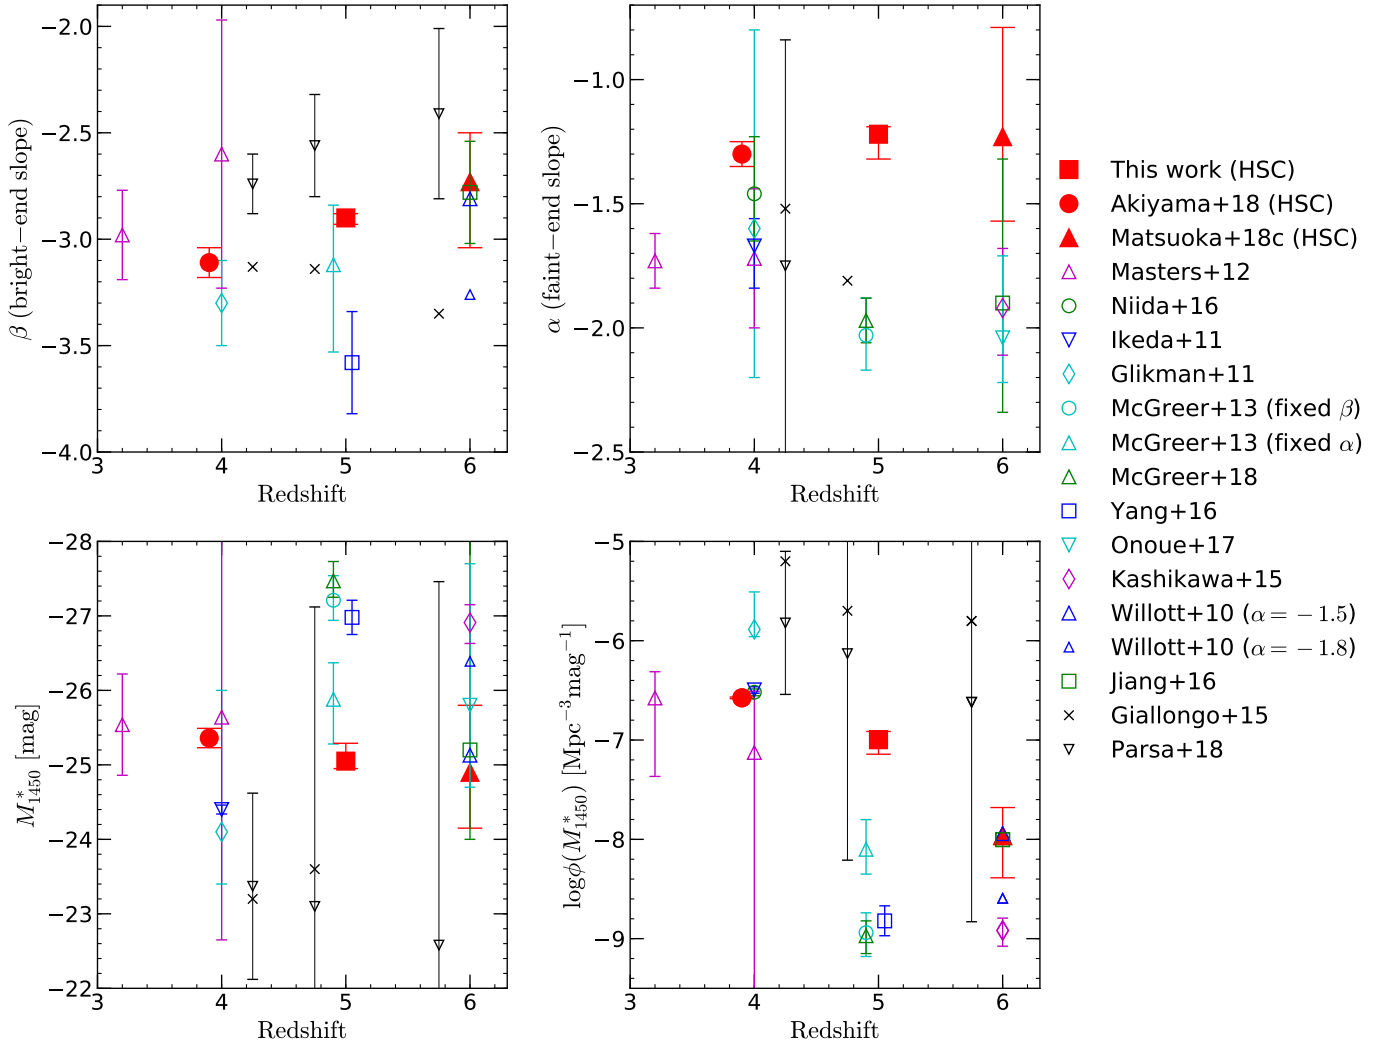 −2.0
−2.5
−3.0
−3.5
−4.0
β (bright−end slope)
3 4 5 6
Redshift
−1.0
−1.5
−2.0
−2.5
α (faint−end slope)
3 4 5 6
Redshift
−28
−27
−26
−25
−24
−23
−22
M*1450 [mag]
3 4 5 6
Redshift
−5
−6
−7
−8
−9
logϕ(M*1450) [Mpc−3mag−1]
3 4 5 6
Redshift
This work (HSC)
Akiyama+18 (HSC)
Matsuoka+18c (HSC)
Masters+12
Niida+16
Ikeda+11
Glikman+11
McGreer+13 (fixed β)
McGreer+13 (fixed α)
McGreer+18
Yang+16
Onoue+17
Kashikawa+15
Willott+10 (α = −1.5)
Willott+10 (α = −1.8)
Jiang+16
Giallongo+15
Parsa+18